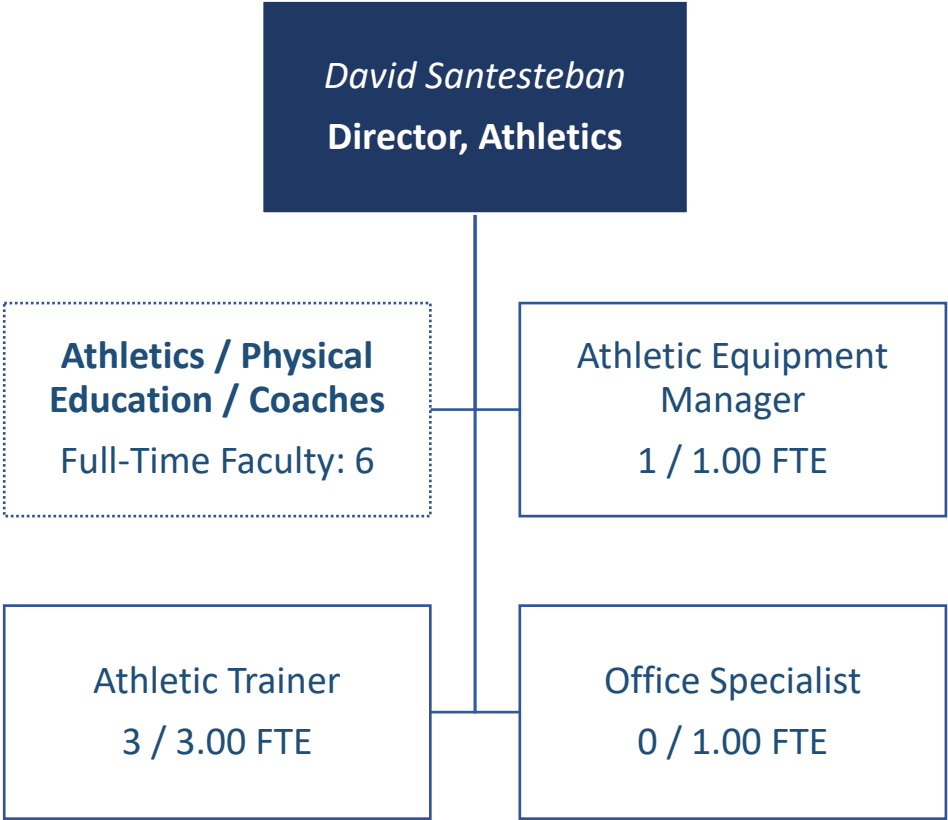 David Santesteban
Director, Athletics
Athletics / Physical
Education / Coaches
Full-Time Faculty: 6
Athletic Equipment
Manager
1 / 1.00 FTE
Athletic Trainer
3 / 3.00 FTE
Office Specialist
0 / 1.00 FTE